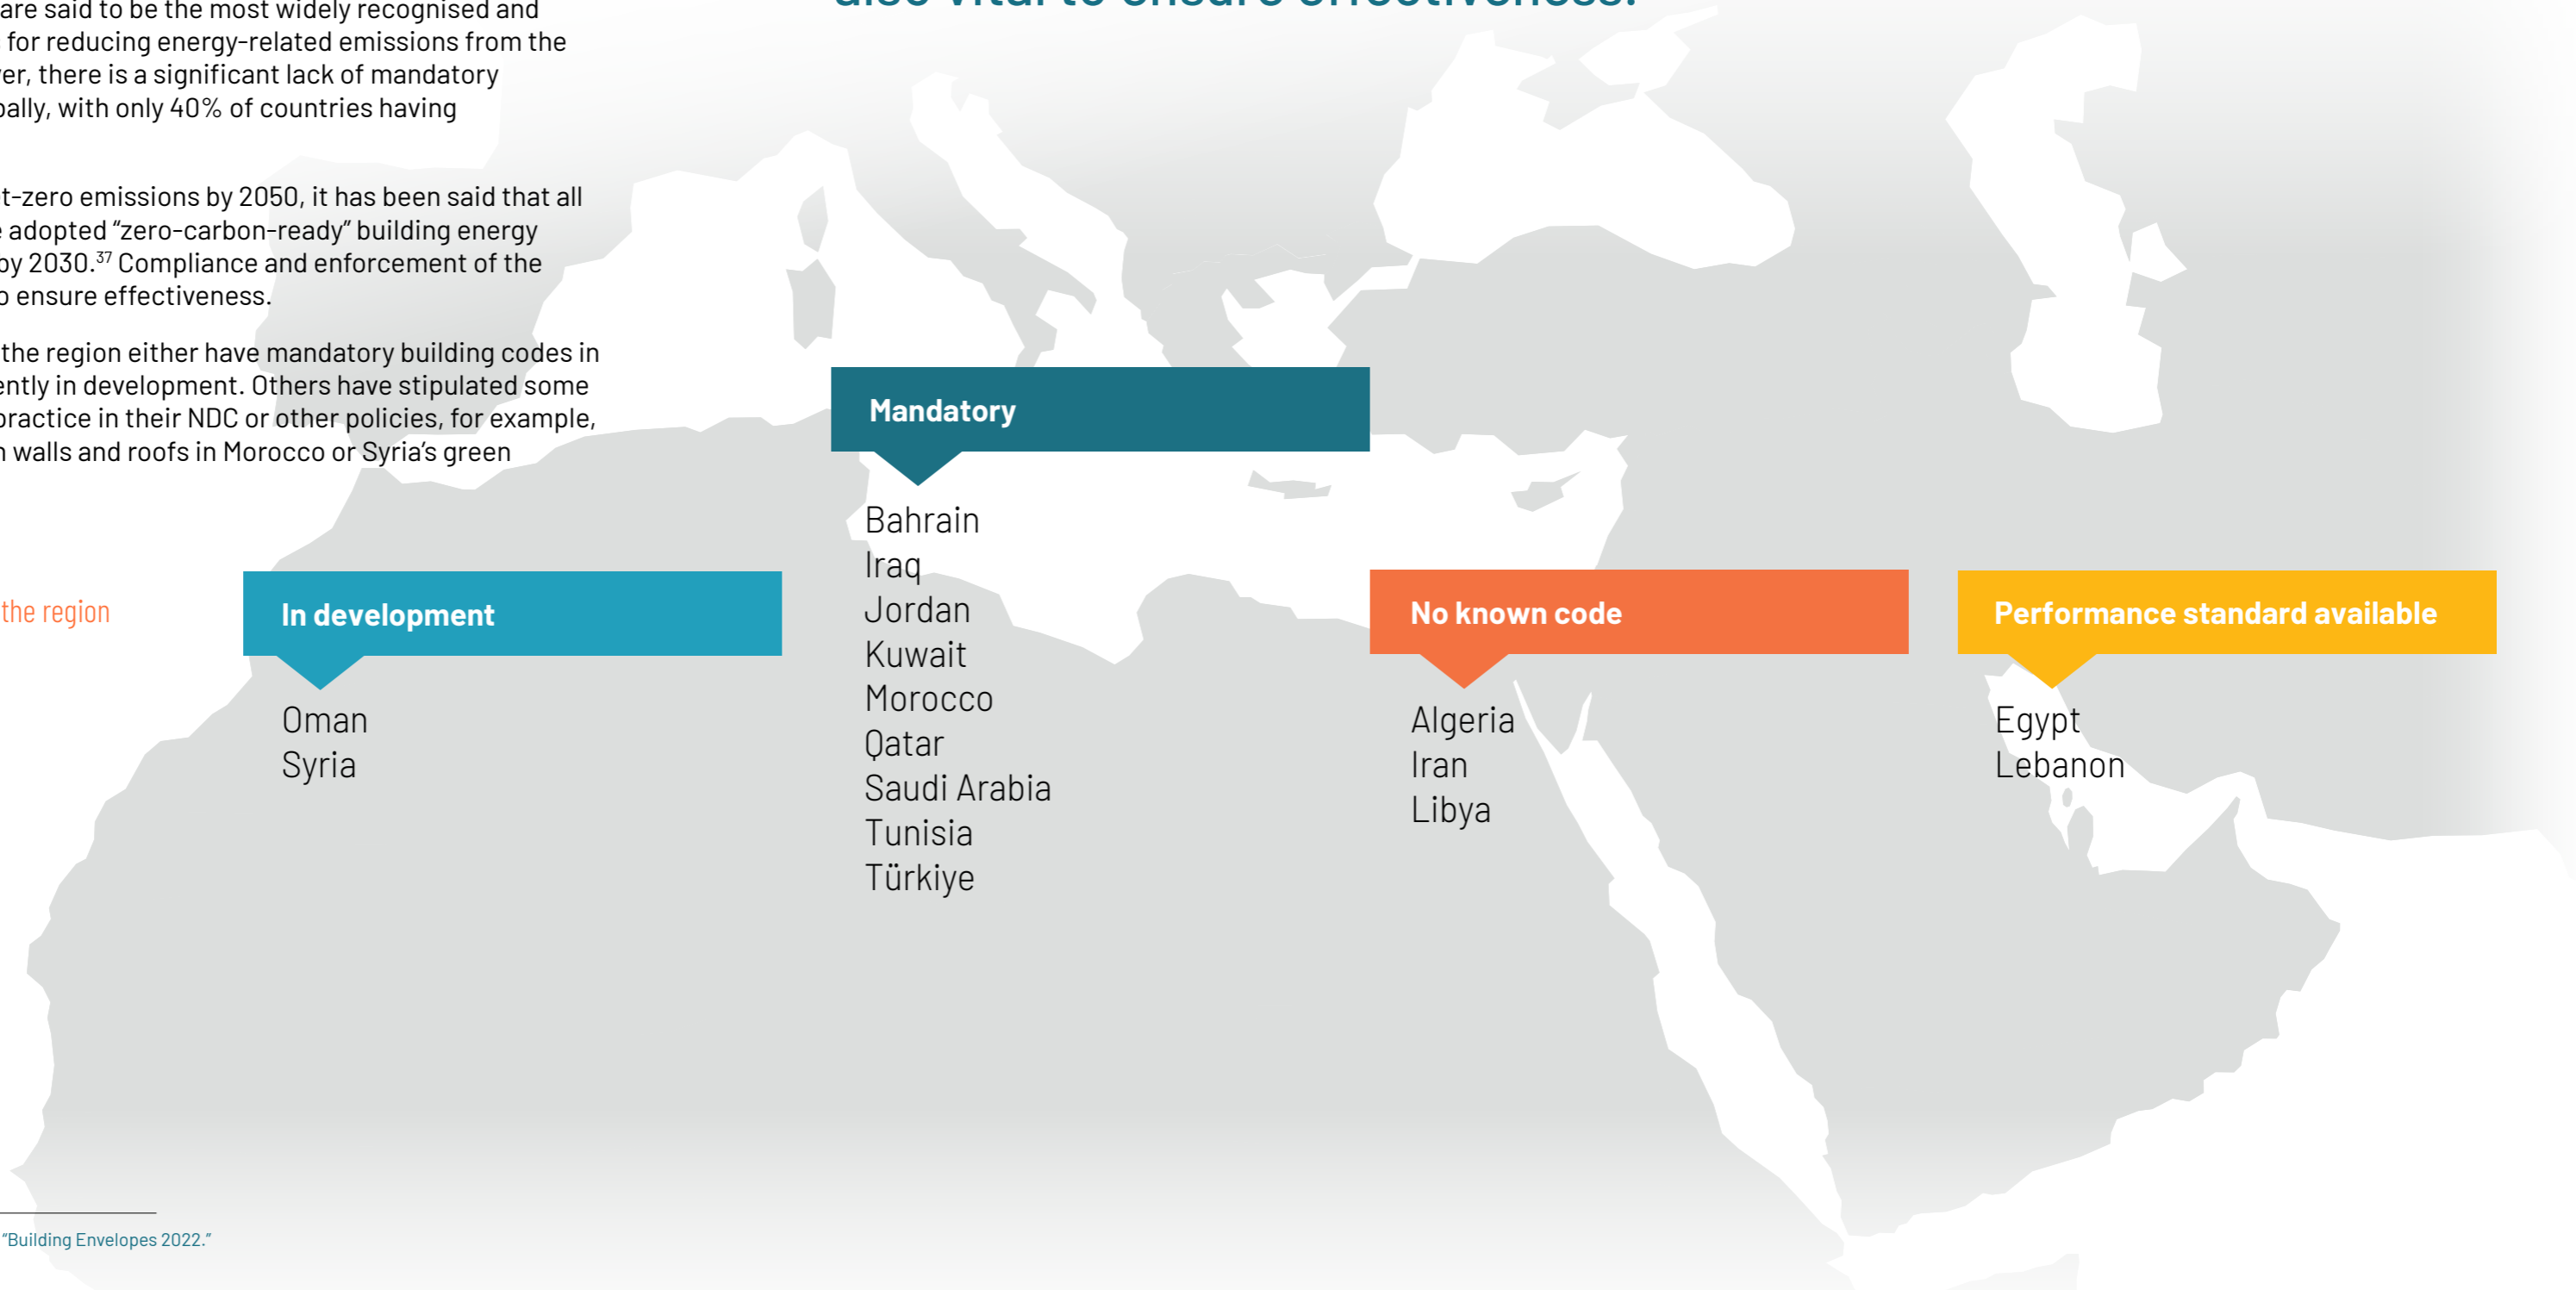 are said to be the most widely recognised and
for reducing energy-related emissions from the
er, there is a significant lack of mandatory
bally, with only 40% of countries having
t-zero emissions by 2050, it has been said that all
e adopted “zero-carbon-ready” building energy
by 2030.37 Compliance and enforcement of the
o ensure effectiveness.
the region either have mandatory building codes in
ently in development. Others have stipulated some
practice in their NDC or other policies, for example,
n walls and roofs in Morocco or Syria’s green
also vital to ensure effectiveness.
the region
In development
Oman
Syria
Mandatory
Bahrain
Iraq
Jordan
Kuwait
Morocco
Qatar
Saudi Arabia
Tunisia
Türkiye
No known code
Algeria
Iran
Libya
Performance standard available
Egypt
Lebanon
“Building Envelopes 2022.”